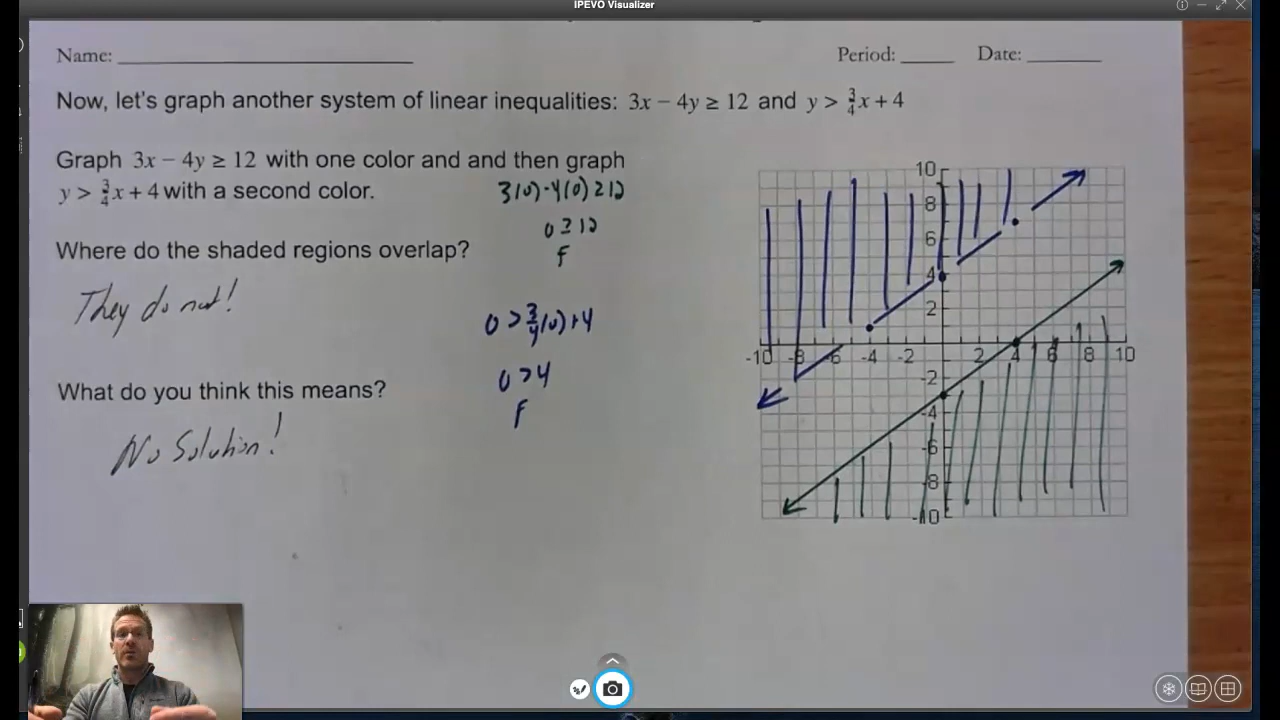 IPEVO Visualizer
Name: ____ Period: ____ Date: ____
Now, let's graph another system of linear inequalities: 3x − 4y ≥ 12 and y > 3/4x + 4
Graph 3x − 4y ≥ 12 with one color and and then graph
y > 3/4x + 4 with a second color.
3(0)-4(0)≥12
0≥12
F
Where do the shaded regions overlap?
They do not!
0>3/4(0)+4
0>4
F
What do you think this means?
No Solution!
10
8
6
4
2
-10 -8 -6 -4 -2 2 4 6 8 10
-2
-4
-6
-8
-10